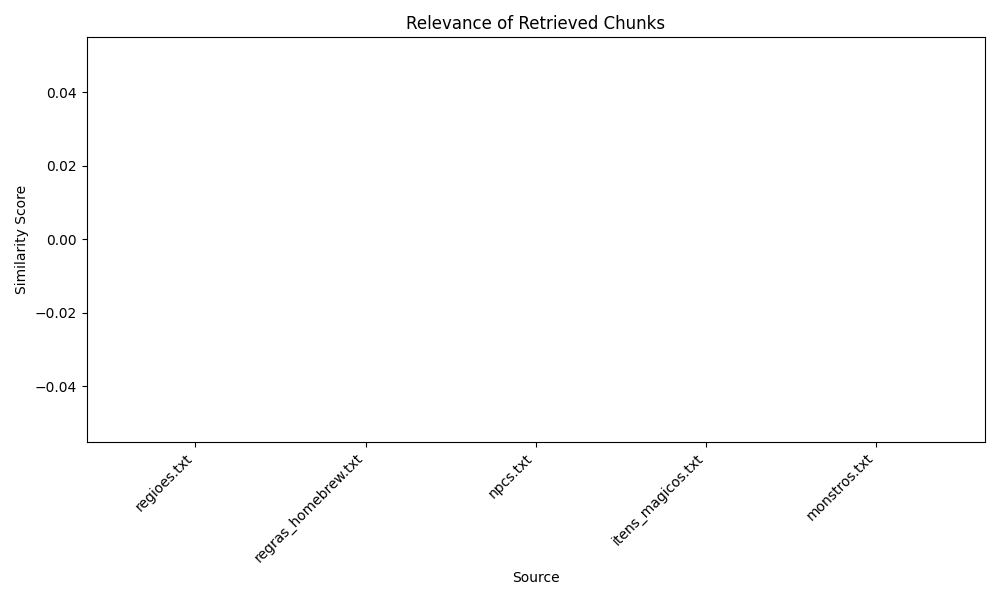 Relevance of Retrieved Chunks
Similarity Score
0.04
0.02
0.00
−0.02
−0.04
regioes.txt
regras_homebrew.txt
npcs.txt
itens_magicos.txt
monstros.txt
Source